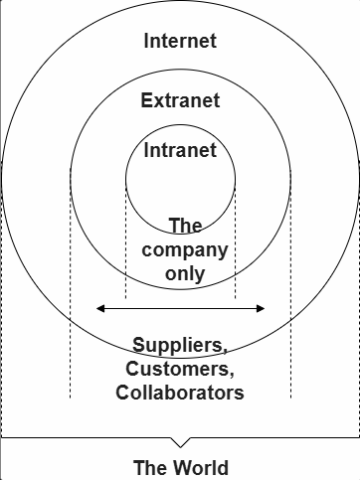 Internet
Extranet
Intranet
The
company
only
Suppliers,
Customers,
Collaborators
The World